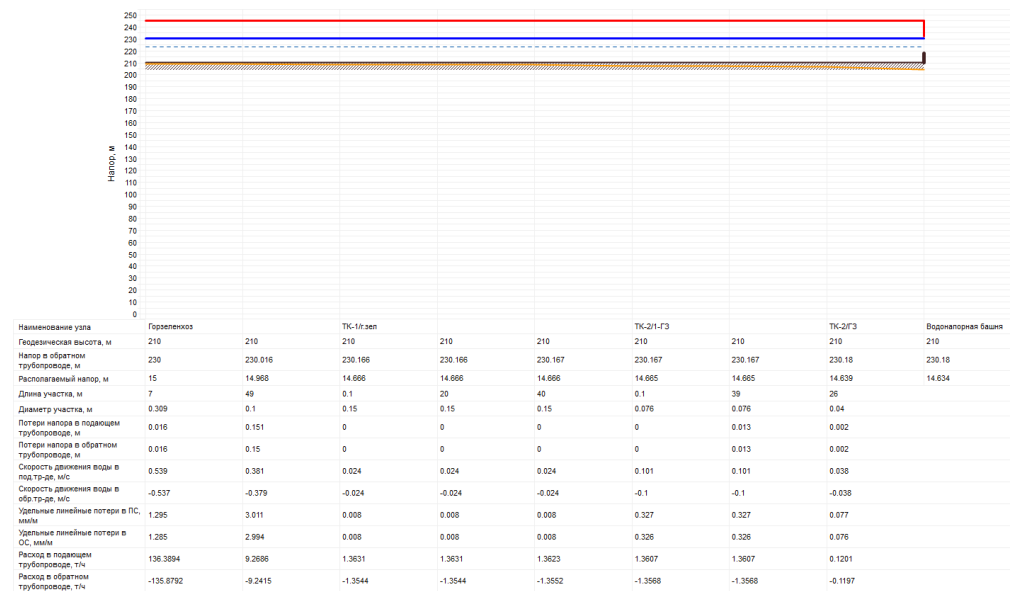 250
240
230
220
210
200
190
180
170
160
150
140
130
120
110
100
90
80
70
60
50
40
30
20
10
0
Напор, м
Наименование узла Горзеленхоз ТК-1/г.зел ТК-2/1-ГЗ ТК-2/ГЗ Водонапорная башня
Геодезическая высота, м 210 210 210 210 210 210 210 210 210
Напор в обратном
трубопроводе, м 230 230.016 230.166 230.166 230.167 230.167 230.167 230.18 230.18
Располагаемый напор, м 15 14.968 14.666 14.666 14.666 14.665 14.665 14.639 14.634
Длина участка, м 7 49 0.1 20 40 0.1 39 26
Диаметр участка, м 0.309 0.1 0.15 0.15 0.15 0.076 0.076 0.04
Потери напора в подающем
трубопроводе, м 0.016 0.151 0 0 0 0 0.013 0.002
Потери напора в обратном
трубопроводе, м 0.016 0.15 0 0 0 0 0.013 0.002
Скорость движения воды в
под.тр-де, м/с 0.539 0.381 0.024 0.024 0.024 0.101 0.101 0.038
Скорость движения воды в
обр.тр-де, м/с -0.537 -0.379 -0.024 -0.024 -0.024 -0.1 -0.1 -0.038
Удельные линейные потери в ПС,
мм/м 1.295 3.011 0.008 0.008 0.008 0.327 0.327 0.077
Удельные линейные потери в
ОС, мм/м 1.285 2.994 0.008 0.008 0.008 0.326 0.326 0.076
Расход в подающем
трубопроводе, т/ч 136.3894 9.2686 1.3631 1.3631 1.3623 1.3607 1.3607 0.1201
Расход в обратном
трубопроводе, т/ч -135.8792 -9.2415 -1.3544 -1.3544 -1.3552 -1.3568 -1.3568 -0.1197